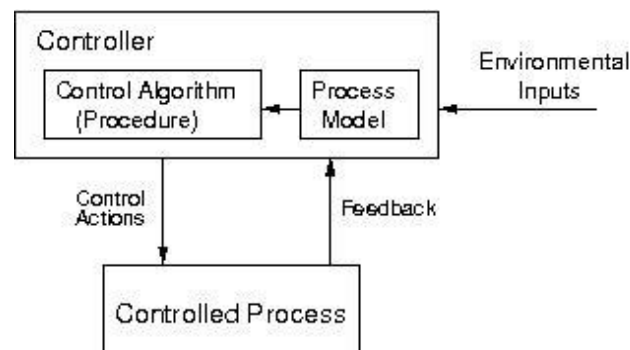 Controller
Control Algorithm
(Procedure)
Process
Model
Environmental
Inputs
Control
Actions
Feedback
Controlled Process